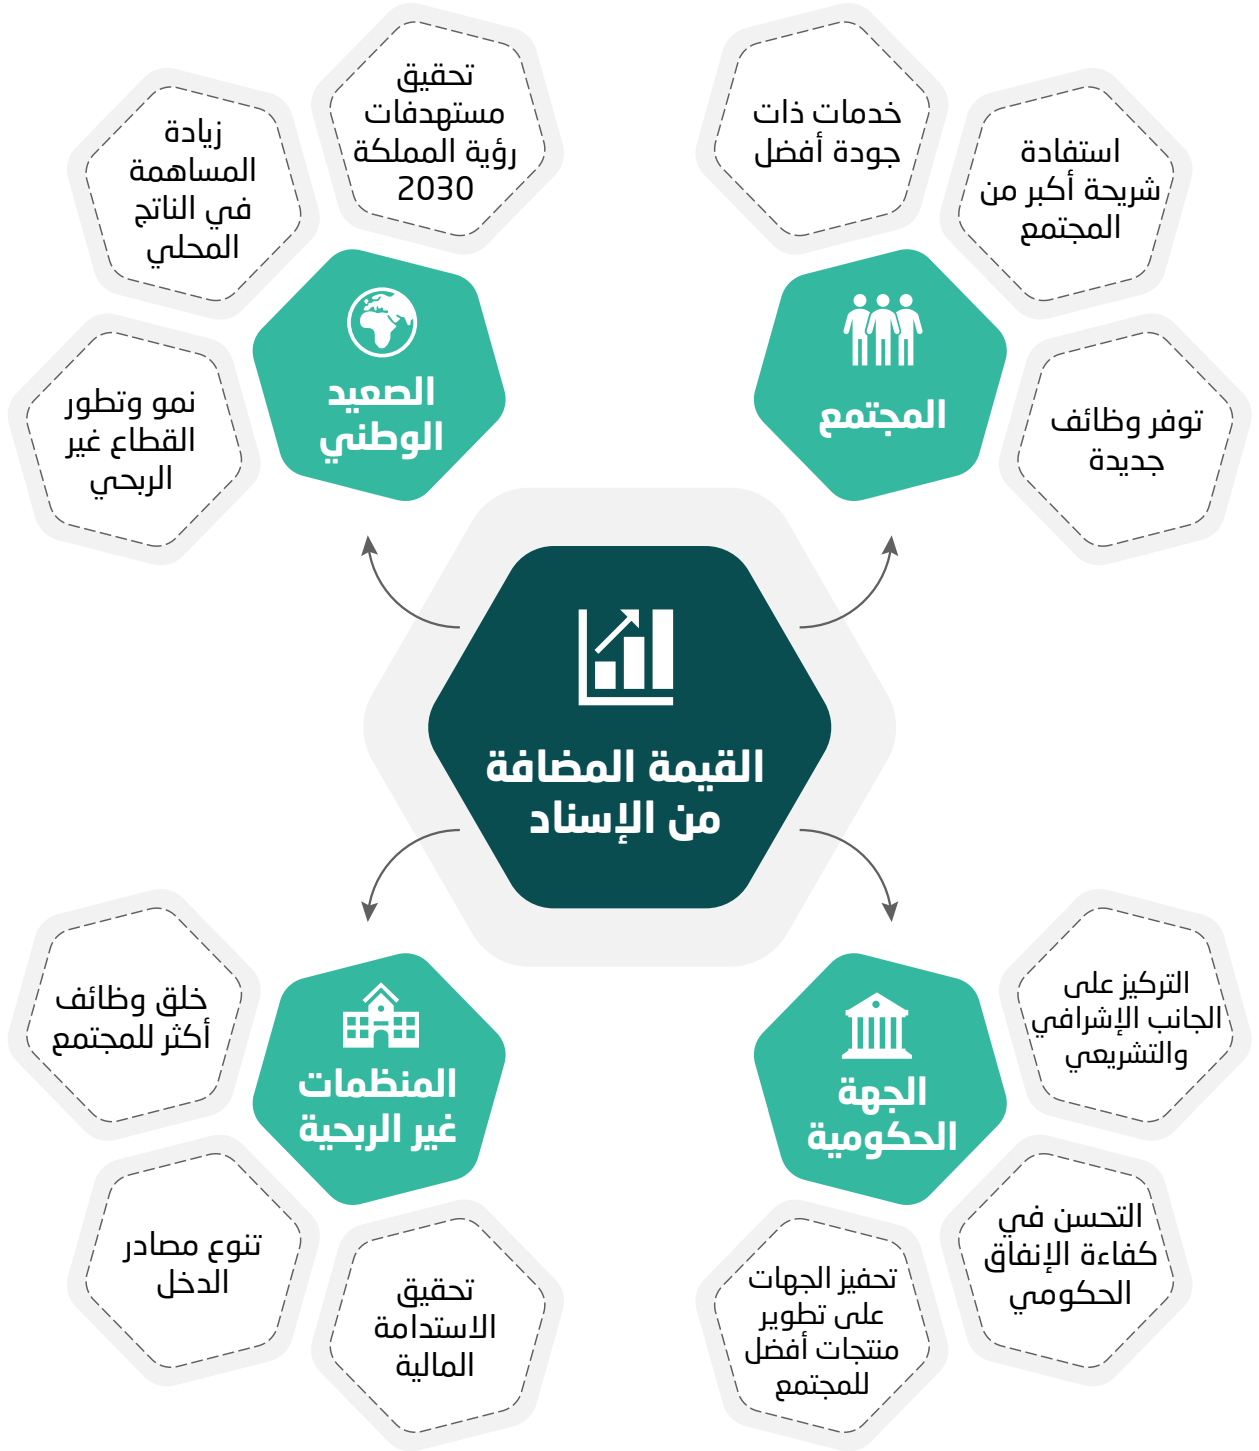 القيمة المضافة
من الإسناد
المجتمع
خدمات ذات
جودة أفضل
استفادة
شريحة أكبر من
المجتمع
توفر وظائف
جديدة
الصعيد
الوطني
تحقيق
مستهدفات
رؤية المملكة
2030
زيادة
المساهمة
في الناتج
المحلي
نمو وتطور
القطاع غير
الربحي
الجهة
الحكومية
التركيز على
الجانب الإشرافي
والتشريعي
التحسن في
كفاءة الإنفاق
الحكومي
تحفيز الجهات
على تطوير
منتجات أفضل
للمجتمع
المنظمات
غير الربحية
خلق وظائف
أكثر للمجتمع
تنوع مصادر
الدخل
تحقيق
الاستدامة
المالية